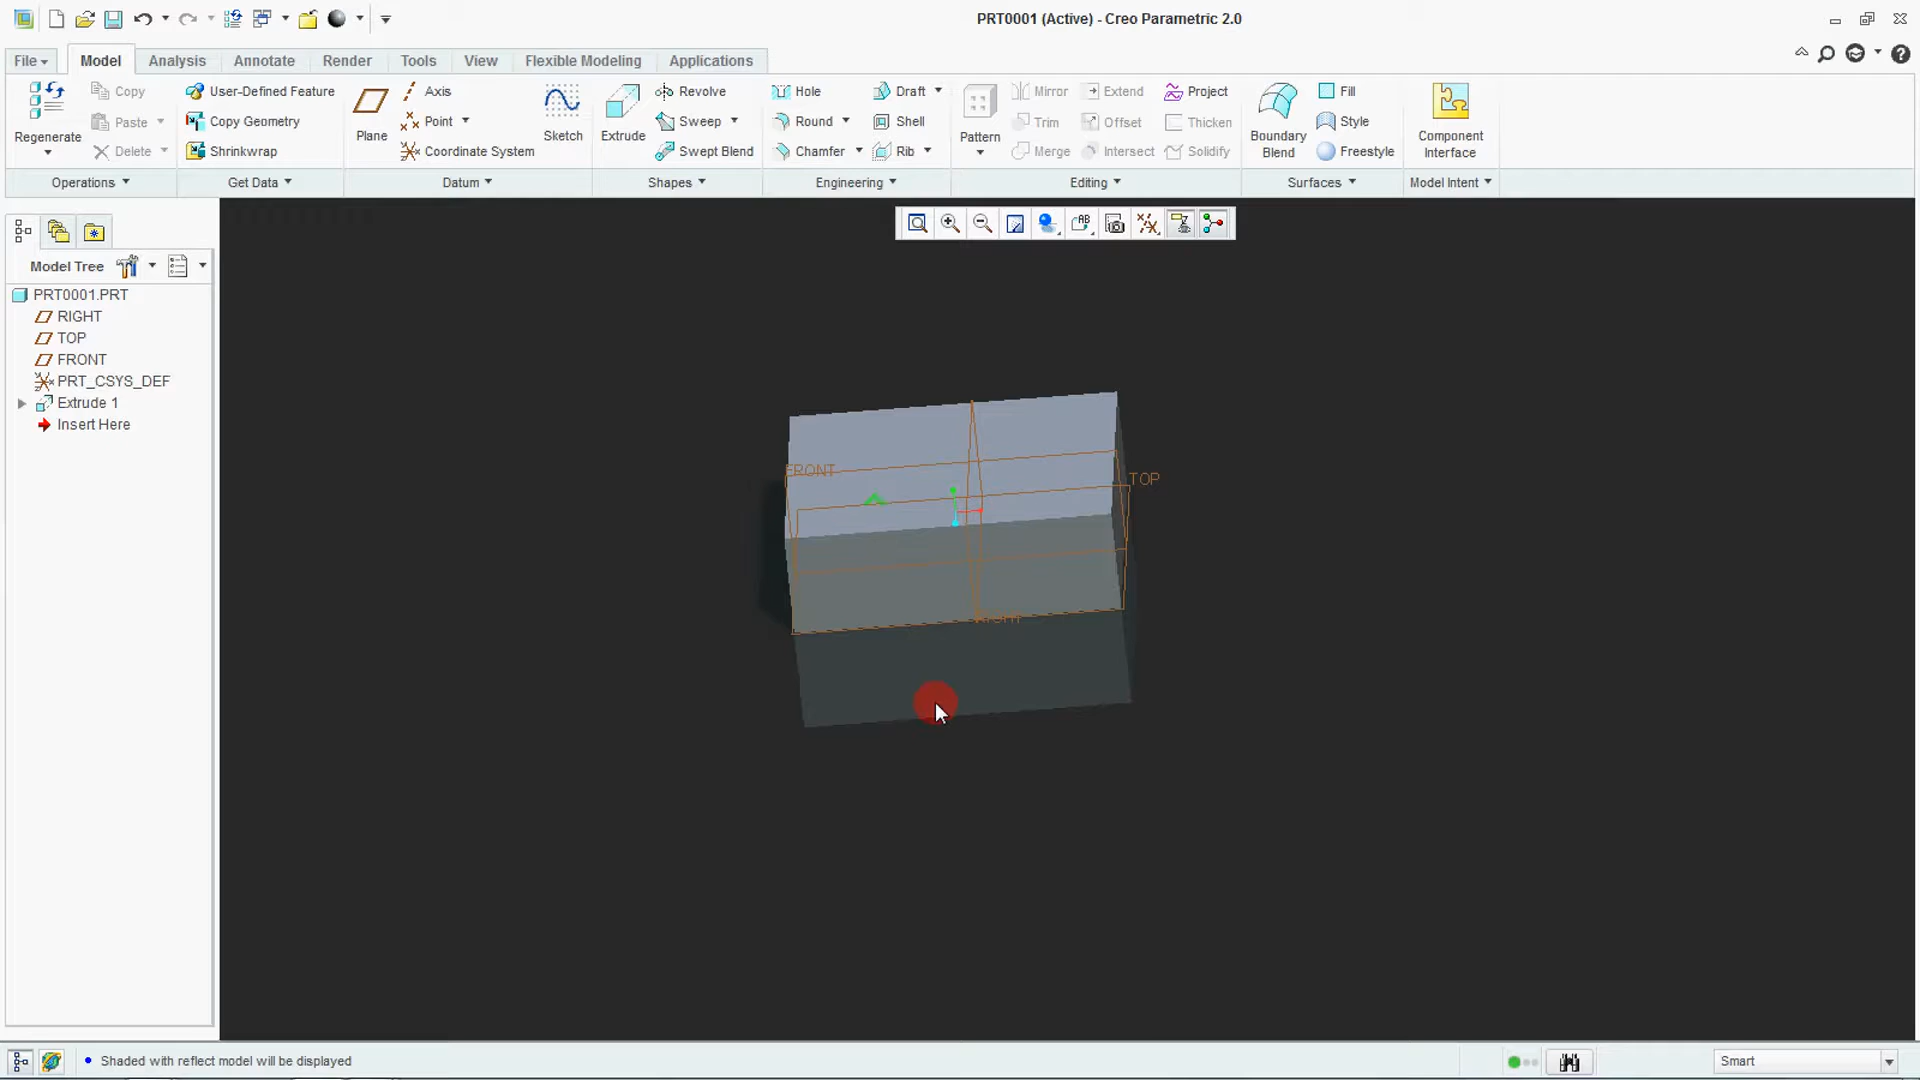 PRT0001 (Active) - Creo Parametric 2.0
File
Model
Analysis
Annotate
Render
Tools
View
Flexible Modeling
Applications
Regenerate
Copy
Paste
Delete
Operations
User-Defined Feature
Copy Geometry
Shrinkwrap
Get Data
Plane
Axis
Point
Coordinate System
Sketch
Datum
Extrude
Revolve
Sweep
Swept Blend
Shapes
Hole
Round
Chamfer
Draft
Shell
Rib
Engineering
Pattern
Mirror
Trim
Merge
Extend
Offset
Intersect
Project
Thicken
Solidify
Editing
Boundary
Blend
Fill
Style
Freestyle
Surfaces
Component
Interface
Model Intent
Model Tree
PRT0001.PRT
RIGHT
TOP
FRONT
PRT_CSYS_DEF
Extrude 1
Insert Here
FRONT
TOP
Shaded with reflect model will be displayed
Smart